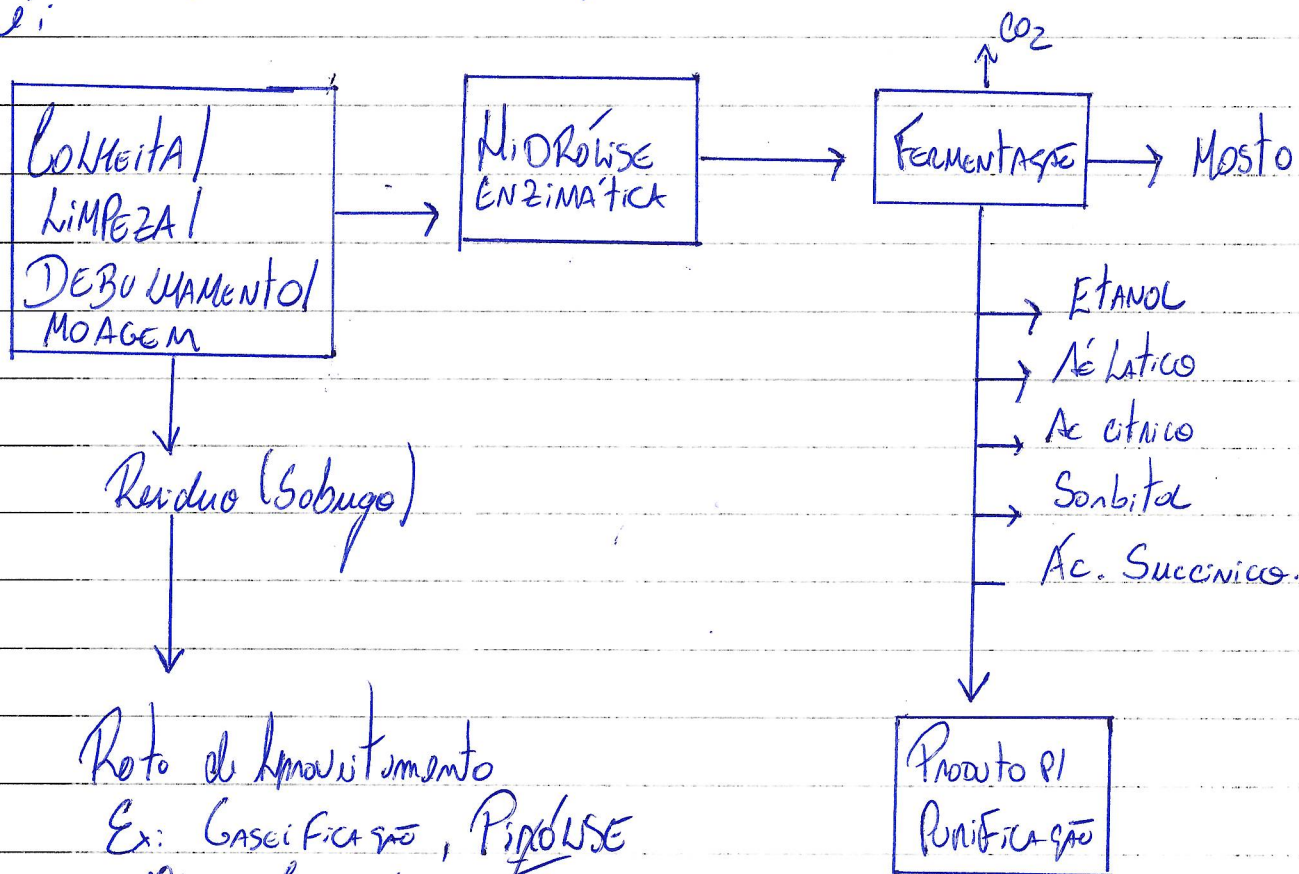 é:
CO2
COLHEITA/
LIMPEZA/
DEBULHAMENTO/
MOAGEM
HIDRÓLISE
ENZIMÁTICA
FERMENTAÇÃO
MOSTO
ETANOL
Ác LÁTICO
Ac cítrico
Sorbitol
Ác. Succínico.
Resíduo (Sabugo)
Rota de Aproveitamento
Ex: GASEIFICAÇÃO, PIRÓLISE
PRODUTO P/
PURIFICAÇÃO